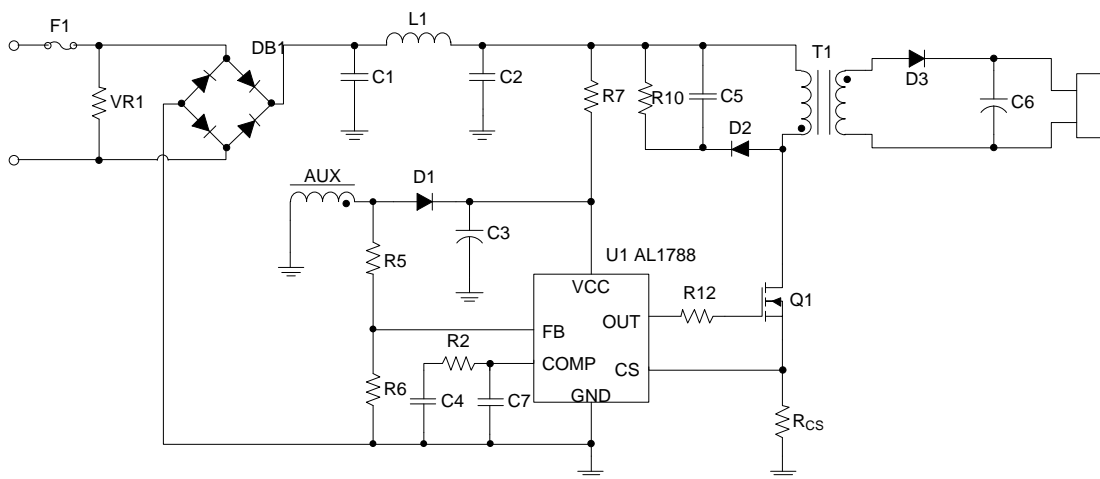 F1
L1
DB1
T1
D3
C1
C2
R7
R10
C5
C6
VR1
D2
AUX
D1
C3
R5
U1 AL1788
VCC
R12
Q1
OUT
FB
R2
COMP
CS
R6
C4
C7
GND
RCS